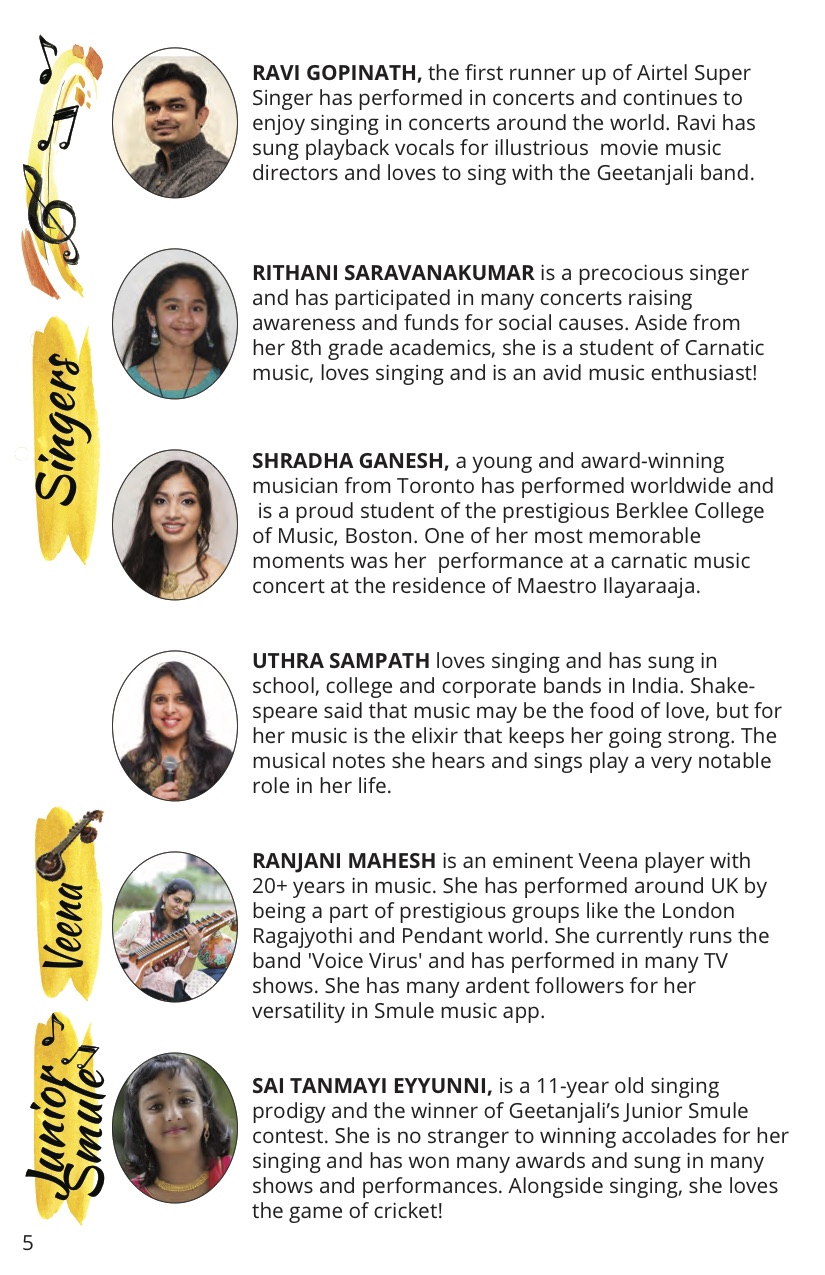 Singers
RAVI GOPINATH, the first runner up of Airtel Super
Singer has performed in concerts and continues to
enjoy singing in concerts around the world. Ravi has
sung playback vocals for illustrious  movie music
directors and loves to sing with the Geetanjali band.
RITHANI SARAVANAKUMAR is a precocious singer
and has participated in many concerts raising
awareness and funds for social causes. Aside from
her 8th grade academics, she is a student of Carnatic
music, loves singing and is an avid music enthusiast!
SHRADHA GANESH, a young and award-winning
musician from Toronto has performed worldwide and
is a proud student of the prestigious Berklee College
of Music, Boston. One of her most memorable
moments was her  performance at a carnatic music
concert at the residence of Maestro Ilayaraaja.
UTHRA SAMPATH loves singing and has sung in
school, college and corporate bands in India. Shake-
speare said that music may be the food of love, but for
her music is the elixir that keeps her going strong. The
musical notes she hears and sings play a very notable
role in her life.
Veena
RANJANI MAHESH is an eminent Veena player with
20+ years in music. She has performed around UK by
being a part of prestigious groups like the London
Ragajyothi and Pendant world. She currently runs the
band 'Voice Virus' and has performed in many TV
shows. She has many ardent followers for her
versatility in Smule music app.
Junior
Smule
SAI TANMAYI EYYUNNI, is a 11-year old singing
prodigy and the winner of Geetanjali’s Junior Smule
contest. She is no stranger to winning accolades for her
singing and has won many awards and sung in many
shows and performances. Alongside singing, she loves
the game of cricket!
5